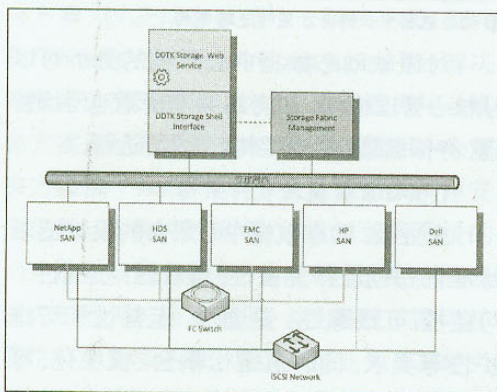 DDTK Storage Web
Service
DDTK Storage Shell
Interface
Storage Fabric
Management
NetApp
SAN
HDS
SAN
EMC
SAN
HP
SAN
Dell
SAN
FC Switch
iSCSI Network